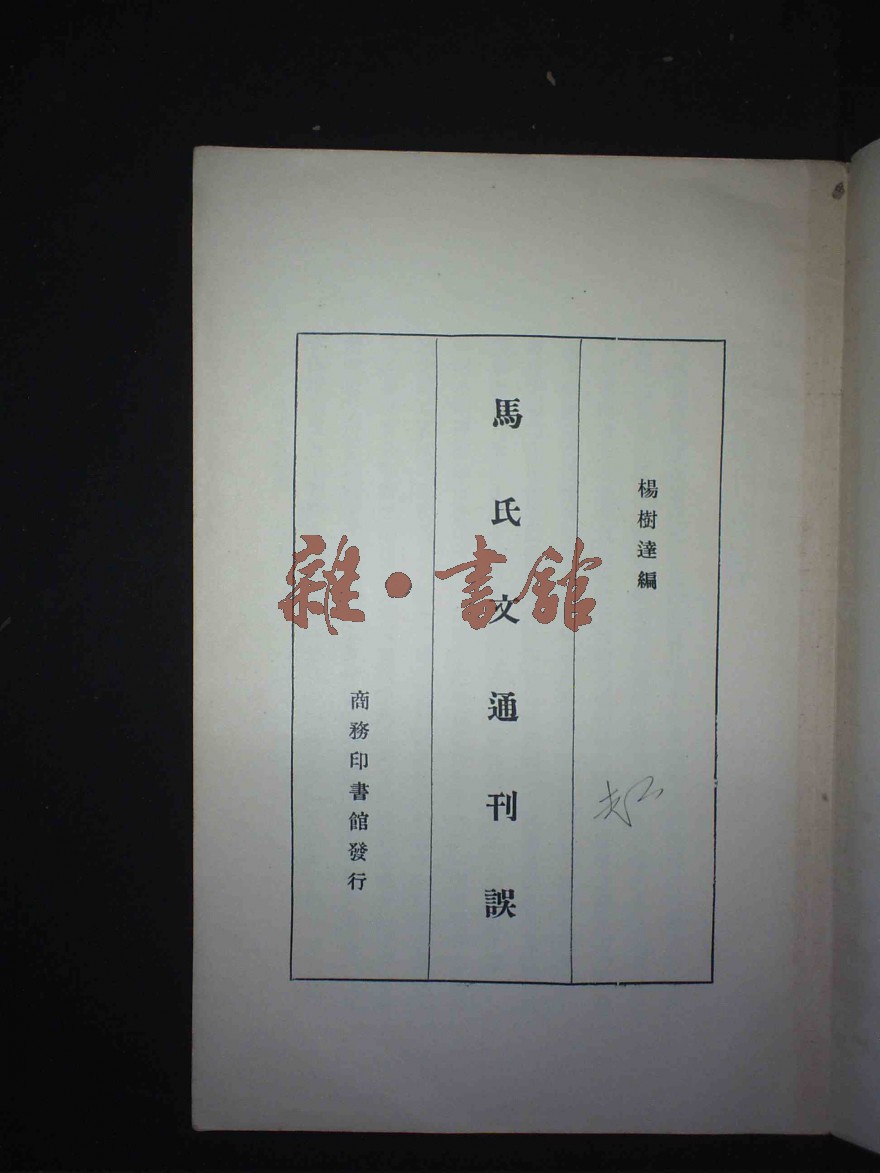 楊樹達編
馬氏文通刊誤
商務印書館發行
雜·書館